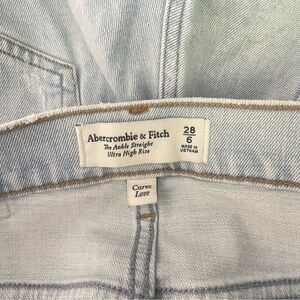 Abercrombie & Fitch
The Ankle Straight
Ultra High Rise
28
6
MADE IN
VIETNAM
Curve
Love